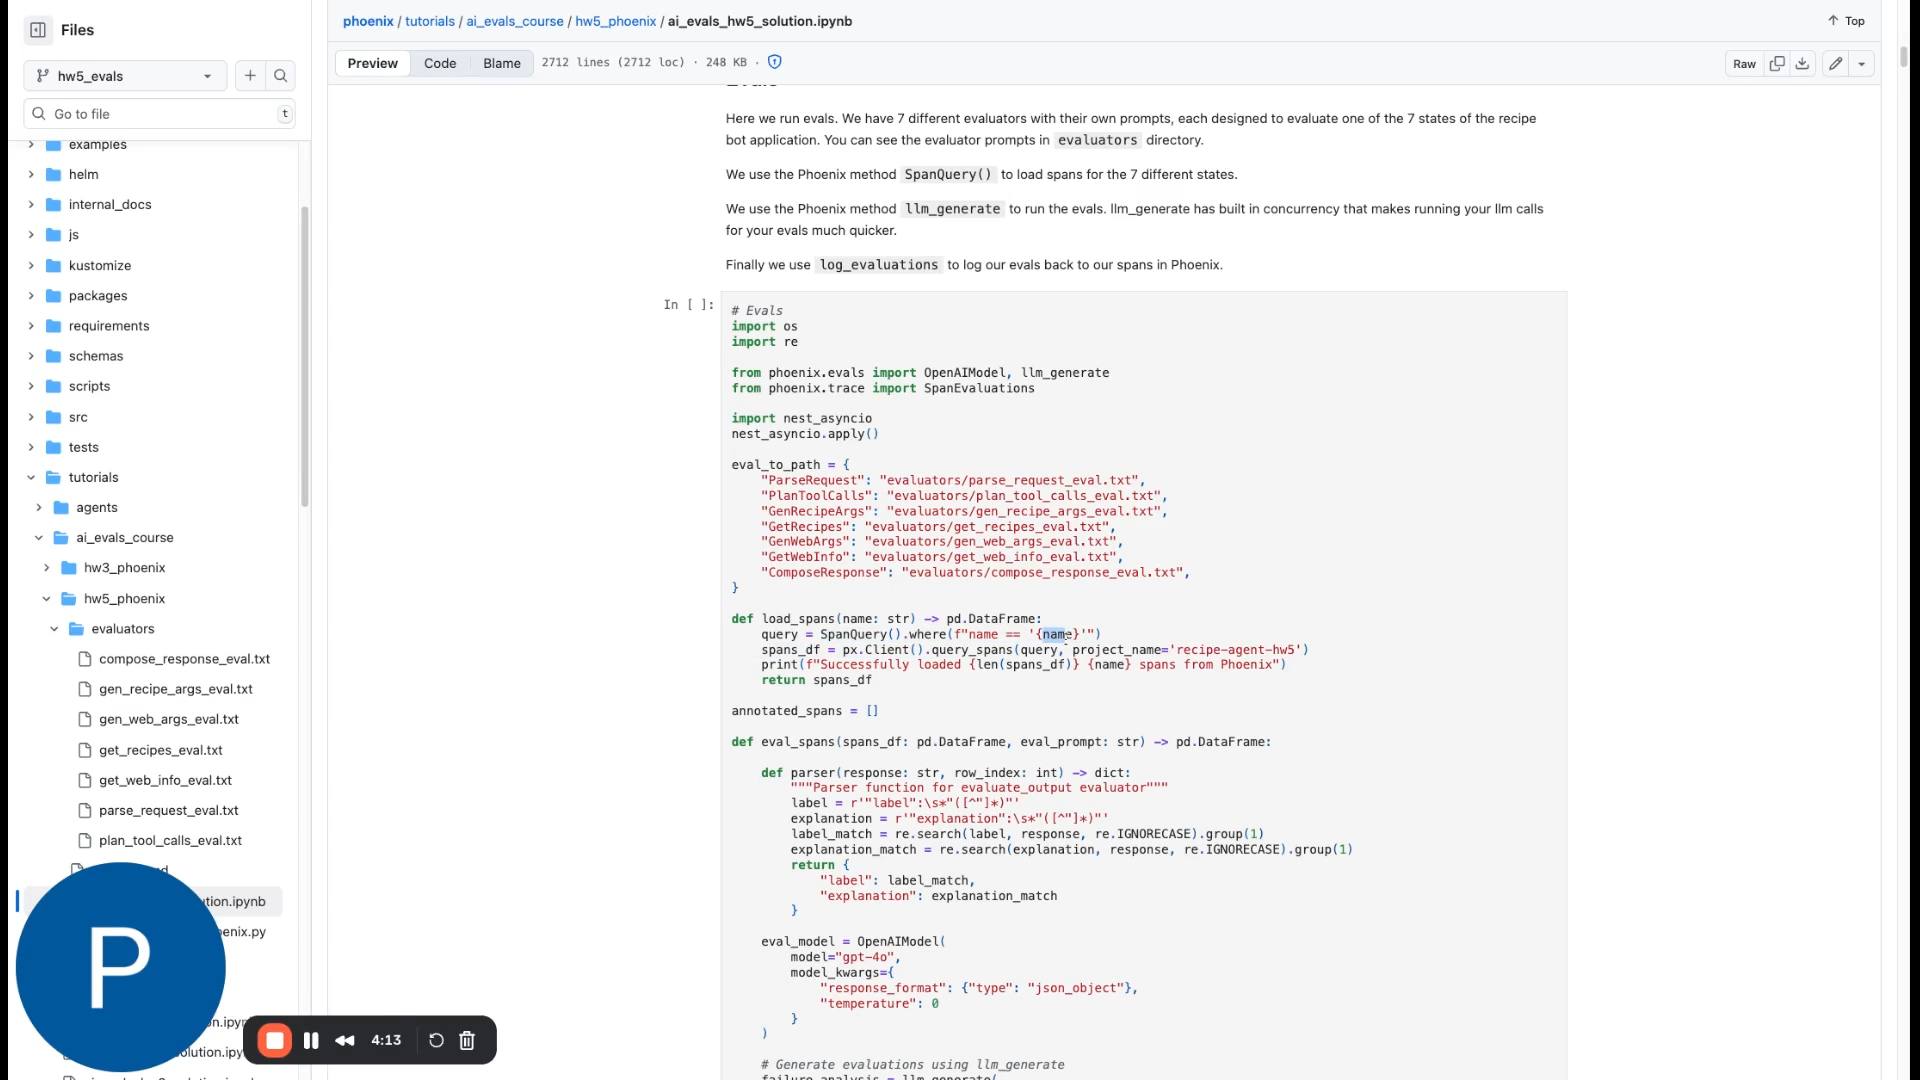 Files
hw5_evals
Go to file
t
examples
helm
internal_docs
js
kustomize
packages
requirements
schemas
scripts
src
tests
tutorials
agents
ai_evals_course
hw3_phoenix
hw5_phoenix
evaluators
compose_response_eval.txt
gen_recipe_args_eval.txt
gen_web_args_eval.txt
get_recipes_eval.txt
get_web_info_eval.txt
parse_request_eval.txt
plan_tool_calls_eval.txt
P
4:13
phoenix / tutorials / ai_evals_course / hw5_phoenix / ai_evals_hw5_solution.ipynb
Top
Preview Code Blame 2712 lines (2712 loc) · 248 KB ·
Raw
Here we run evals. We have 7 different evaluators with their own prompts, each designed to evaluate one of the 7 states of the recipe
bot application. You can see the evaluator prompts in evaluators directory.
We use the Phoenix method SpanQuery() to load spans for the 7 different states.
We use the Phoenix method llm_generate to run the evals. llm_generate has built in concurrency that makes running your llm calls
for your evals much quicker.
Finally we use log_evaluations to log our evals back to our spans in Phoenix.
In [ ]:
# Evals
import os
import re
from phoenix.evals import OpenAIModel, llm_generate
from phoenix.trace import SpanEvaluations
import nest_asyncio
nest_asyncio.apply()
eval_to_path = {
"ParseRequest": "evaluators/parse_request_eval.txt",
"PlanToolCalls": "evaluators/plan_tool_calls_eval.txt",
"GenRecipeArgs": "evaluators/gen_recipe_args_eval.txt",
"GetRecipes": "evaluators/get_recipes_eval.txt",
"GenWebArgs": "evaluators/gen_web_args_eval.txt",
"GetWebInfo": "evaluators/get_web_info_eval.txt",
"ComposeResponse": "evaluators/compose_response_eval.txt",
}
def load_spans(name: str) -> pd.DataFrame:
query = SpanQuery().where(f"name == '{name}'")
spans_df = px.Client().query_spans(query, project_name='recipe-agent-hw5')
print(f"Successfully loaded {len(spans_df)} {name} spans from Phoenix")
return spans_df
annotated_spans = []
def eval_spans(spans_df: pd.DataFrame, eval_prompt: str) -> pd.DataFrame:
def parser(response: str, row_index: int) -> dict:
"""Parser function for evaluate_output evaluator"""
label = r'"label":\s*"([^"]*)"'
explanation = r'"explanation":\s*"([^"]*)"'
label_match = re.search(label, response, re.IGNORECASE).group(1)
explanation_match = re.search(explanation, response, re.IGNORECASE).group(1)
return {
"label": label_match,
"explanation": explanation_match
}
eval_model = OpenAIModel(
model="gpt-4o",
model_kwargs={
"response_format": {"type": "json_object"},
"temperature": 0
}
)
# Generate evaluations using llm_generate
failure_analysis = llm_generate(